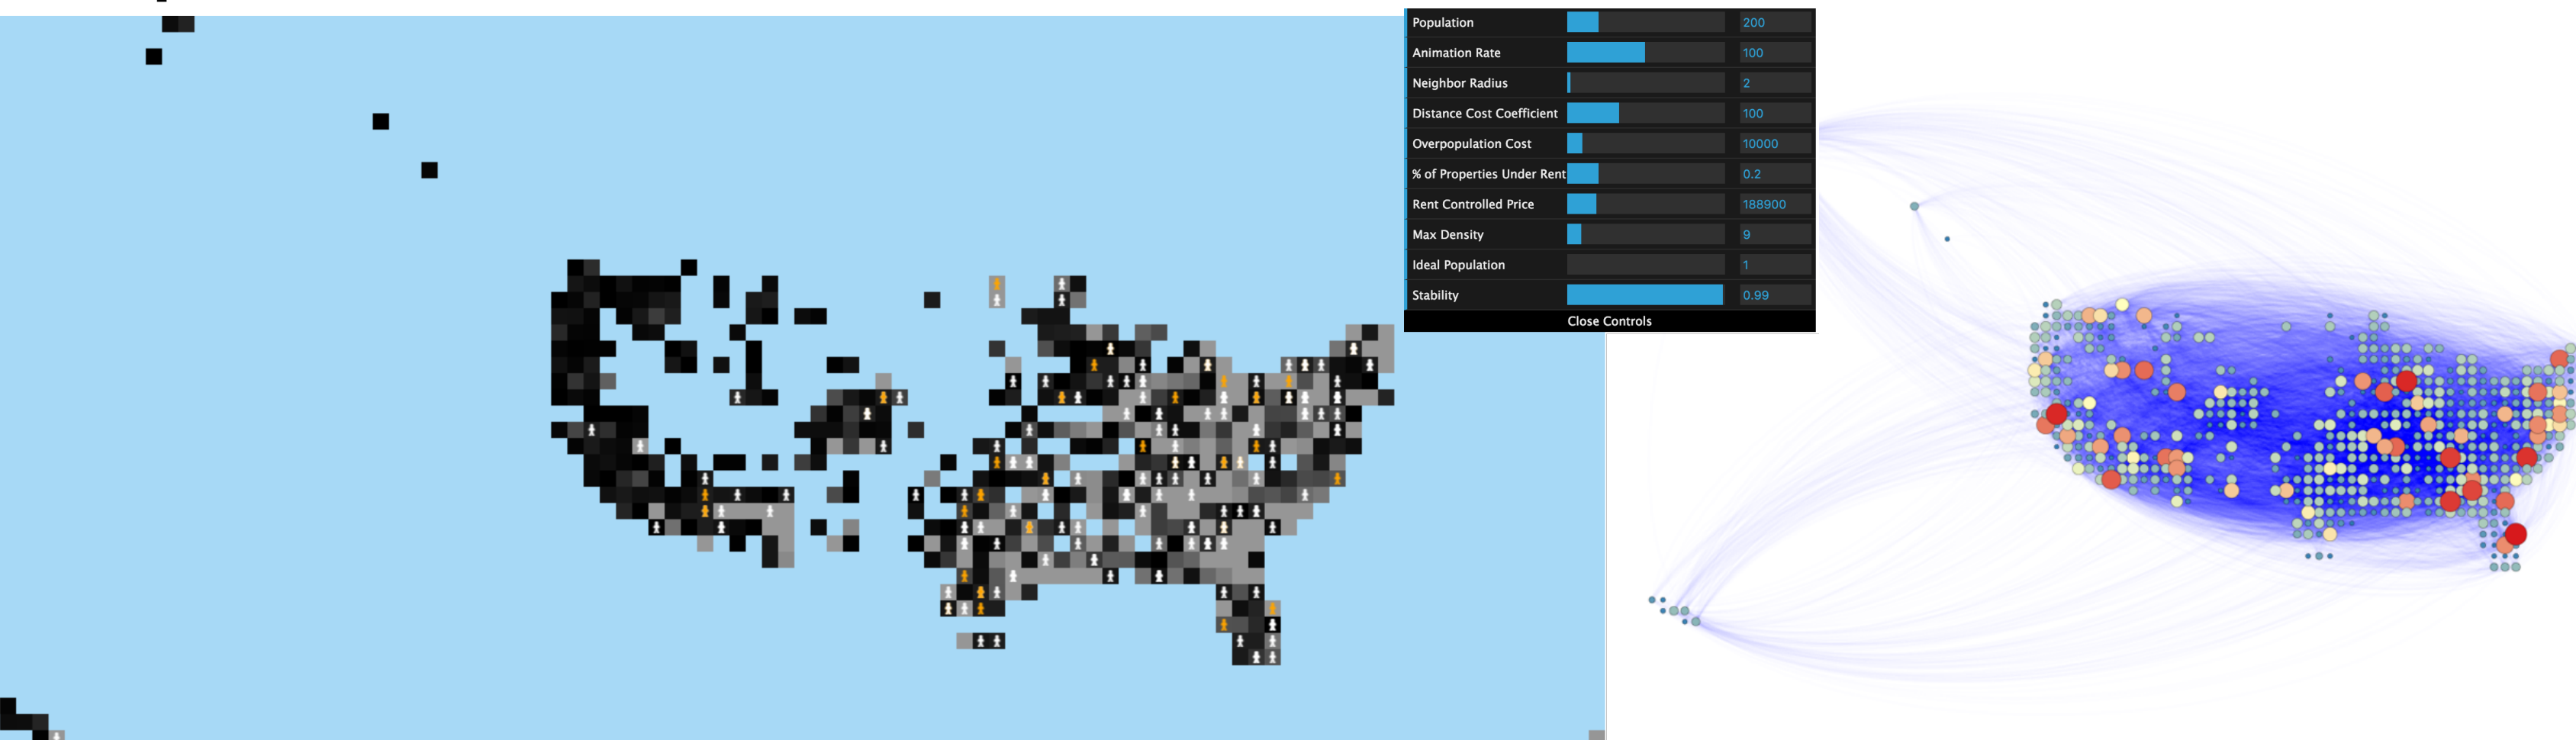 Population 200
Animation Rate 100
Neighbor Radius 2
Distance Cost Coefficient 100
Overpopulation Cost 10000
% of Properties Under Rent 0.2
Rent Controlled Price 188900
Max Density 9
Ideal Population 1
Stability 0.99
Close Controls